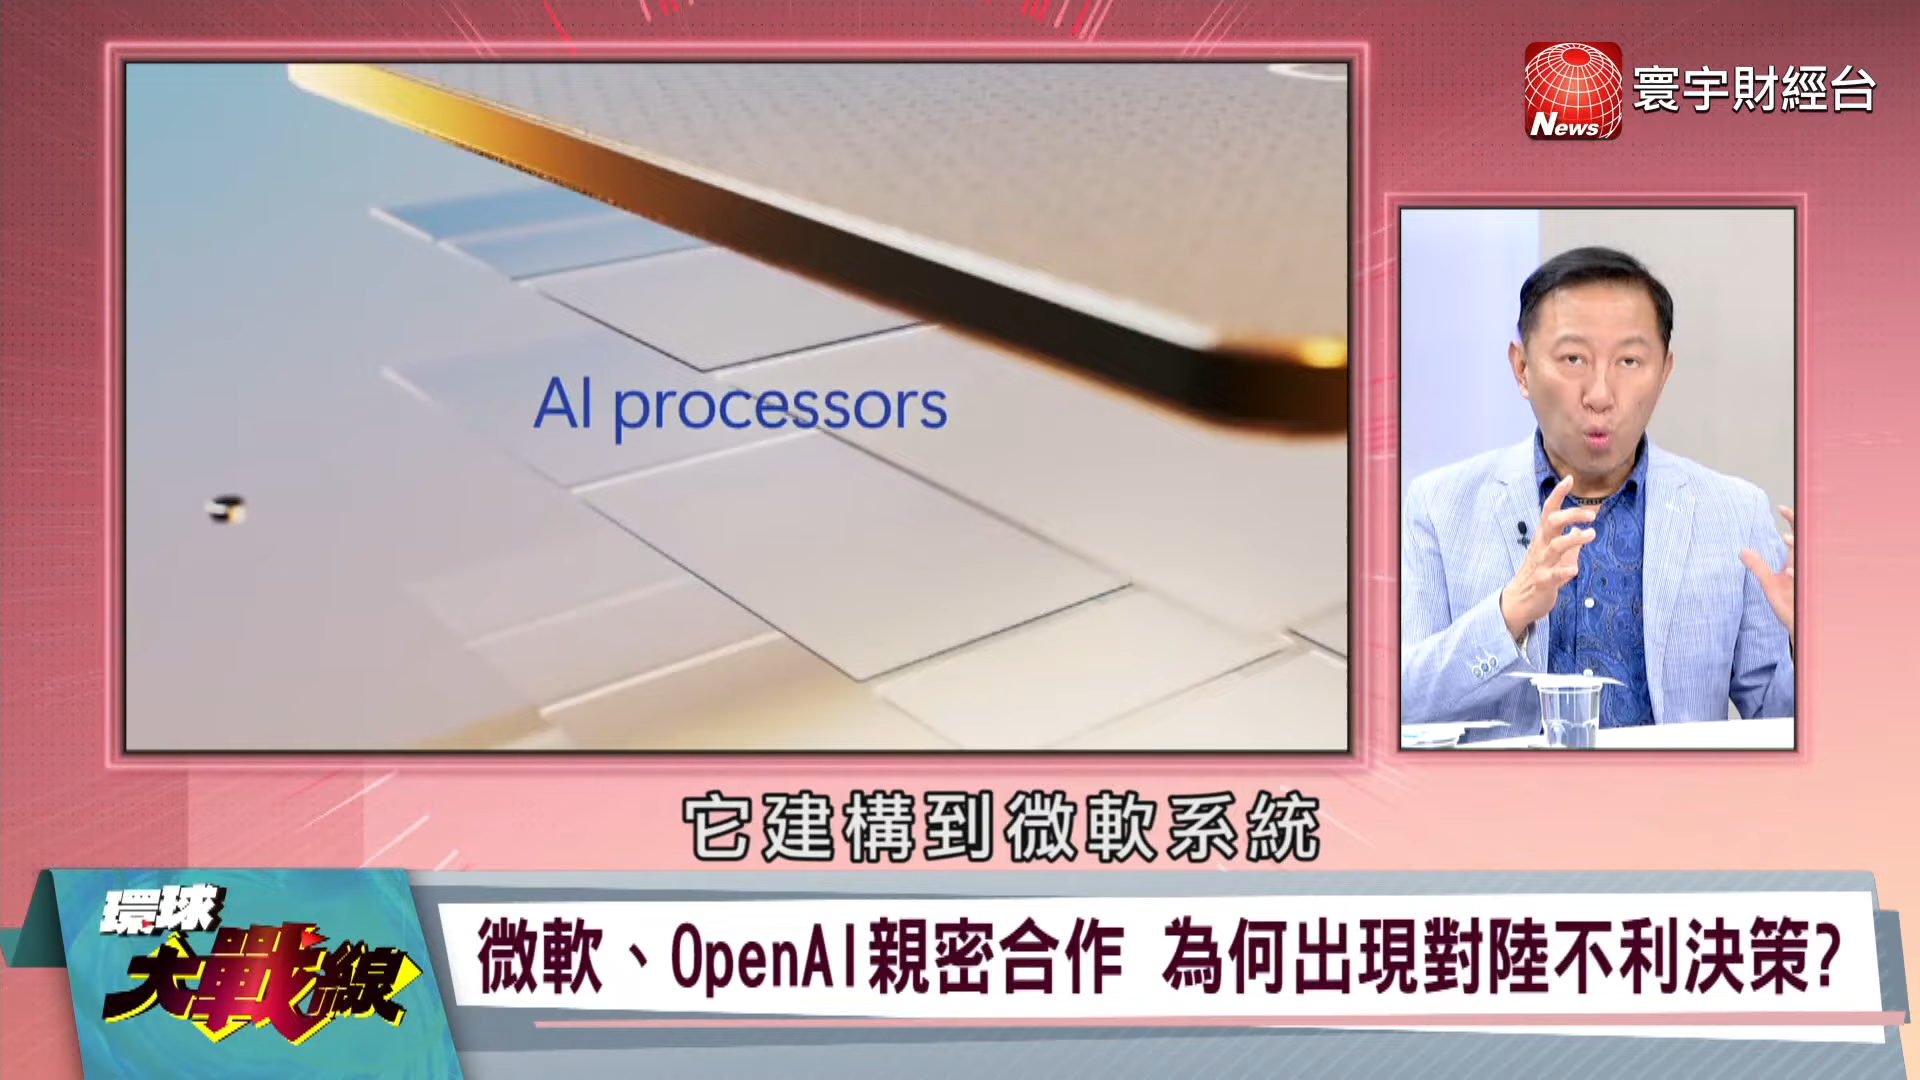 News
寰宇財經台
AI processors
它建構到微軟系統
環球
大戰線
微軟、OpenAI親密合作 為何出現對陸不利決策?